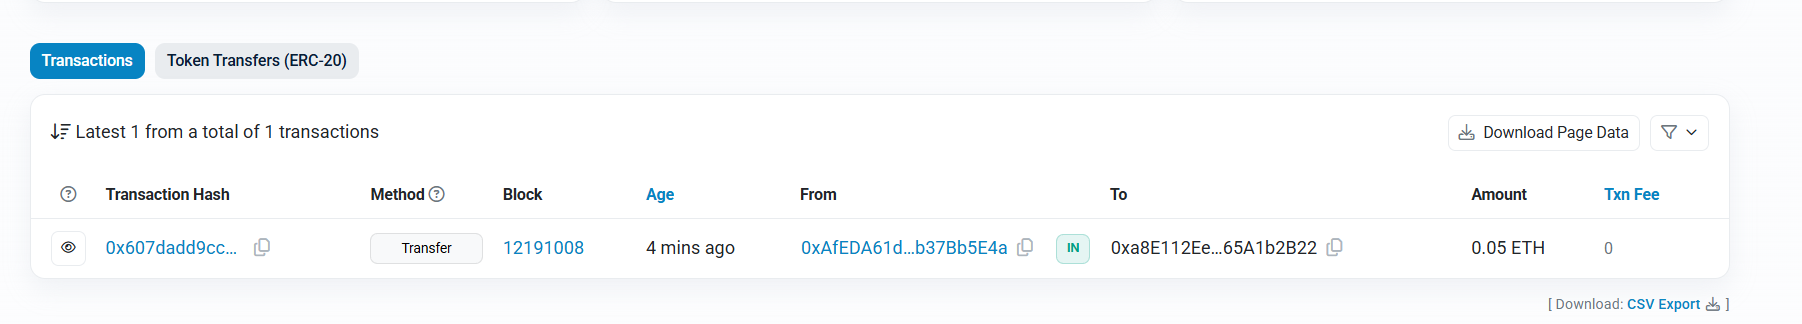 Transactions Token Transfers (ERC-20)
Latest 1 from a total of 1 transactions Download Page Data
Transaction Hash Method Block Age From To Amount Txn Fee
0x607dadd9cc... Transfer 12191008 4 mins ago 0xAfEDA61d...b37Bb5E4a IN 0xa8E112Ee...65A1b2B22 0.05 ETH 0
[ Download: CSV Export ]